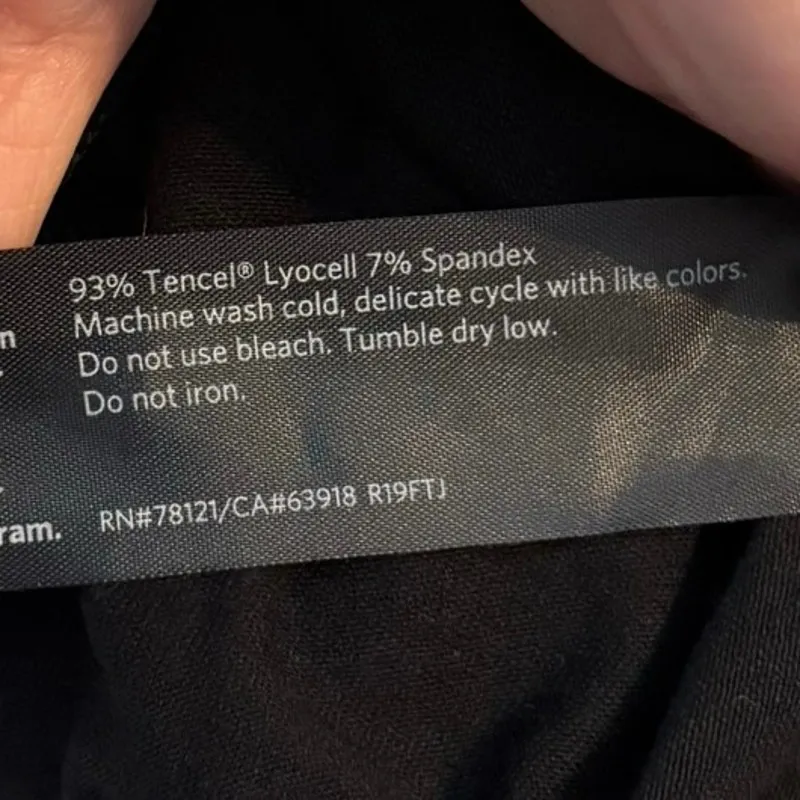 93% Tencel® Lyocell 7% Spandex
Machine wash cold, delicate cycle with like colors.
Do not use bleach. Tumble dry low.
Do not iron.
RN#78121/CA#63918 R19FTJ
n
ram.